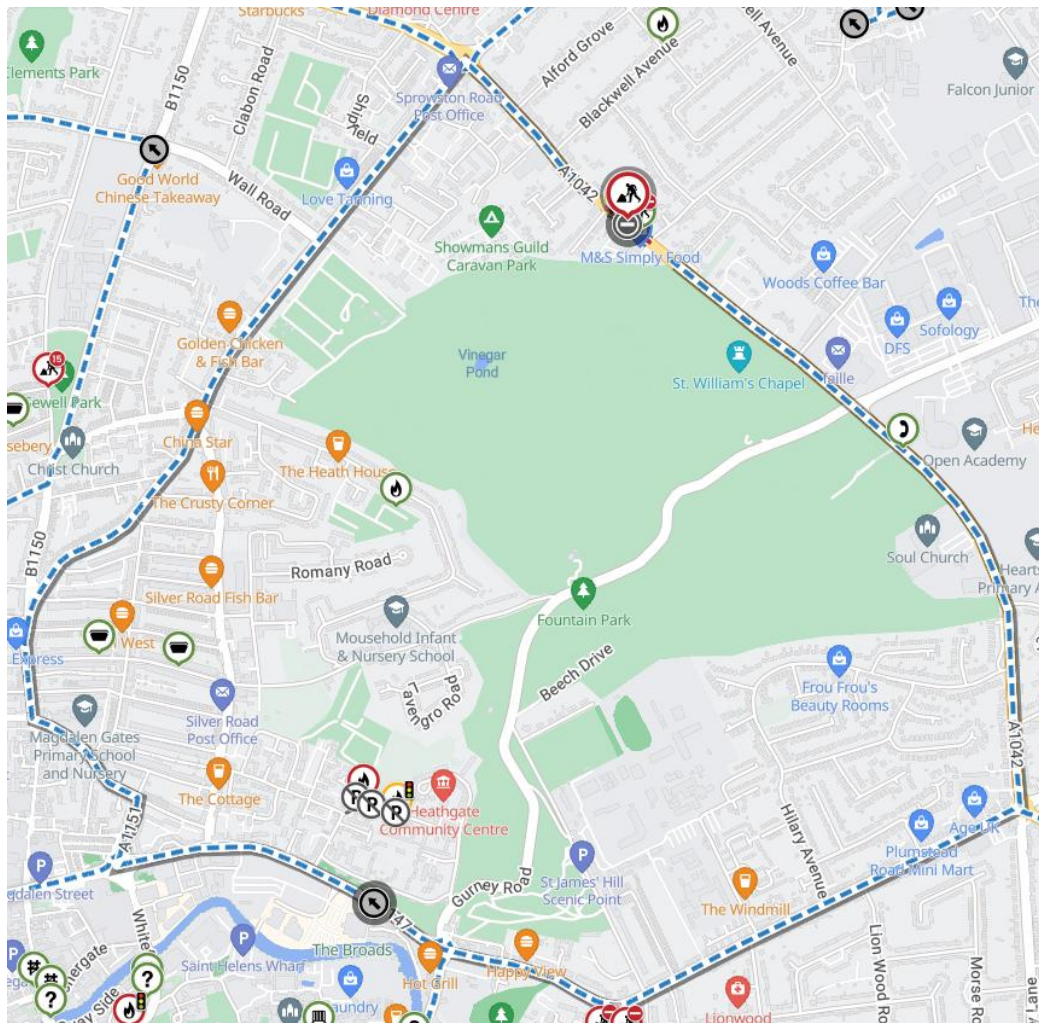 Starbucks
Diamond Centre
Clements Park
B1150
Clabon Road
Shipfield
Sprowston Road
Post Office
Alford Grove
Blackwell Avenue
Falcon Junior
Good World
Chinese Takeaway
Wall Road
Love Tanning
A1042
Showmans Guild
Caravan Park
M&S Simply Food
Woods Coffee Bar
DFS
Sofology
Golden Chicken
& Fish Bar
Vinegar
Pond
St. William's Chapel
15
Sewell Park
Christ Church
China Star
The Heath House
The Crusty Corner
Open Academy
B1150
Romany Road
Silver Road Fish Bar
Soul Church
Primary
West
Express
Mousehold Infant
& Nursery School
Fountain Park
Beech Drive
Lavengro Road
Frou Frou's
Beauty Rooms
Silver Road
Post Office
Magdalen Gates
Primary School
and Nursery
A1042
The Cottage
A1151
Heathgate
Community Centre
Hilary Avenue
Age UK
Plumstead
Road Mini Mart
P
Gurney Road
P
St James' Hill
Scenic Point
The Windmill
P
The Broads
Saint Helens Wharf
Hot Grill
Happy View
Lion Wood Road
Morse
Lionwood
?
?